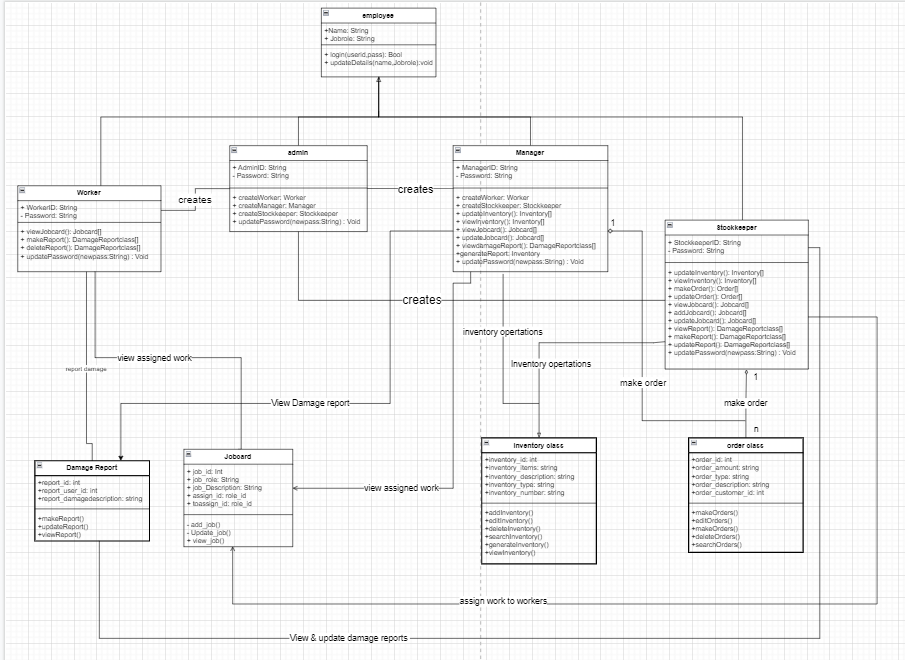 employee
+Name: String
+ Jobrole: String
+ login(userid,pass): Bool
+ updateDetails(name,Jobrole):void
admin
+ AdminID: String
- Password: String
+ createWorker: Worker
+ createManager: Manager
+ createStockkeeper: Stockkeeper
+ updatePassword(newpass:String) : Void
Manager
+ ManagerID: String
- Password: String
+ createWorker: Worker
+ createStockkeeper: Stockkeeper
+ updateInventory(): Inventory[]
+ viewInventory(): Inventory[]
+ viewJobcard(): Jobcard[]
+ updateJobcard(): Jobcard[]
+ viewdamageReport(): DamageReportclass[]
+generateReport: Inventory
+ updatePassword(newpass:String) : Void
Worker
+ WorkerID: String
- Password: String
+ viewJobcard(): Jobcard[]
+ makeReport(): DamageReportclass[]
+ deleteReport(): DamageReportclass[]
+ updatePassword(newpass:String) : Void
creates
creates
1
Stockkeeper
+ StockkeeperID: String
- Password: String
+ updateInventory(): Inventory[]
+ viewInventory(): Inventory[]
+ makeOrder(): Order[]
+ updateOrder(): Order[]
+ viewJobcard(): Jobcard[]
+ addJobcard(): Jobcard[]
+ updateJobcard(): Jobcard[]
+ viewReport(): DamageReportclass[]
+ makeReport(): DamageReportclass[]
+ updateReport(): DamageReportclass[]
+ updatePassword(newpass:String) : Void
creates
inventory opertations
view assigned work
report damage
Inventory opertations
make order
1
View Damage report
make order
n
Damage Report
+report_id: int
+report_user_id: int
+report_damagedescription: string
+makeReport()
+updateReport()
+viewReport()
Jobcard
+ job_id: Int
+ job_role: String
+ job_Description: String
+ assign_id: role_id
+ toassign_id: role_id
- add_job()
- Update_job()
+ view_job()
view assigned work
Inventory class
+inventory_id: int
+inventory_items: string
+inventory_description: string
+inventory_type: string
+inventory_number: string
+addInventory()
+editInventory()
+deleteInventory()
+searchInventory()
+generateInventory()
+viewInventory()
order class
+order_id: int
+order_amount: string
+order_type: string
+order_description: string
+order_customer_id: int
+makeOrders()
+editOrders()
+makeOrders()
+deleteOrders()
+searchOrders()
assign work to workers
View & update damage reports